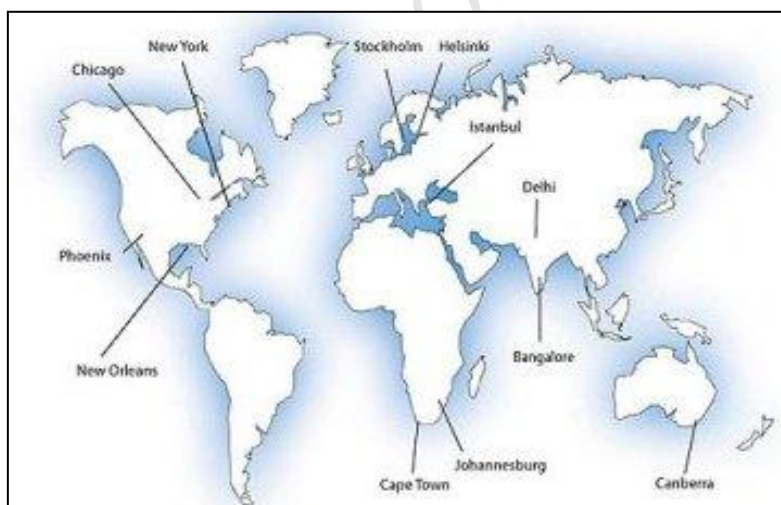 New York
Stockholm
Helsinki
Chicago
Istanbul
Delhi
Phoenix
New Orleans
Bangalore
Johannesburg
Cape Town
Canberra